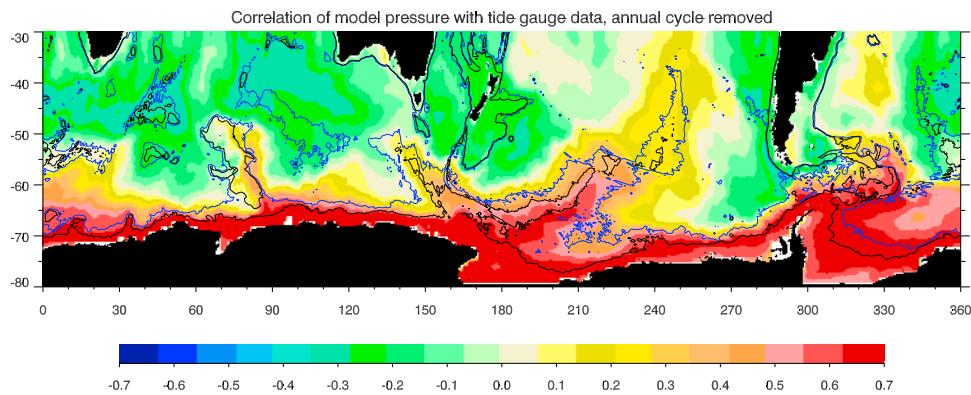 Correlation of model pressure with tide gauge data, annual cycle removed
-30
-40
-50
-60
-70
-80
0 30 60 90 120 150 180 210 240 270 300 330 360
-0.7 -0.6 -0.5 -0.4 -0.3 -0.2 -0.1 0.0 0.1 0.2 0.3 0.4 0.5 0.6 0.7